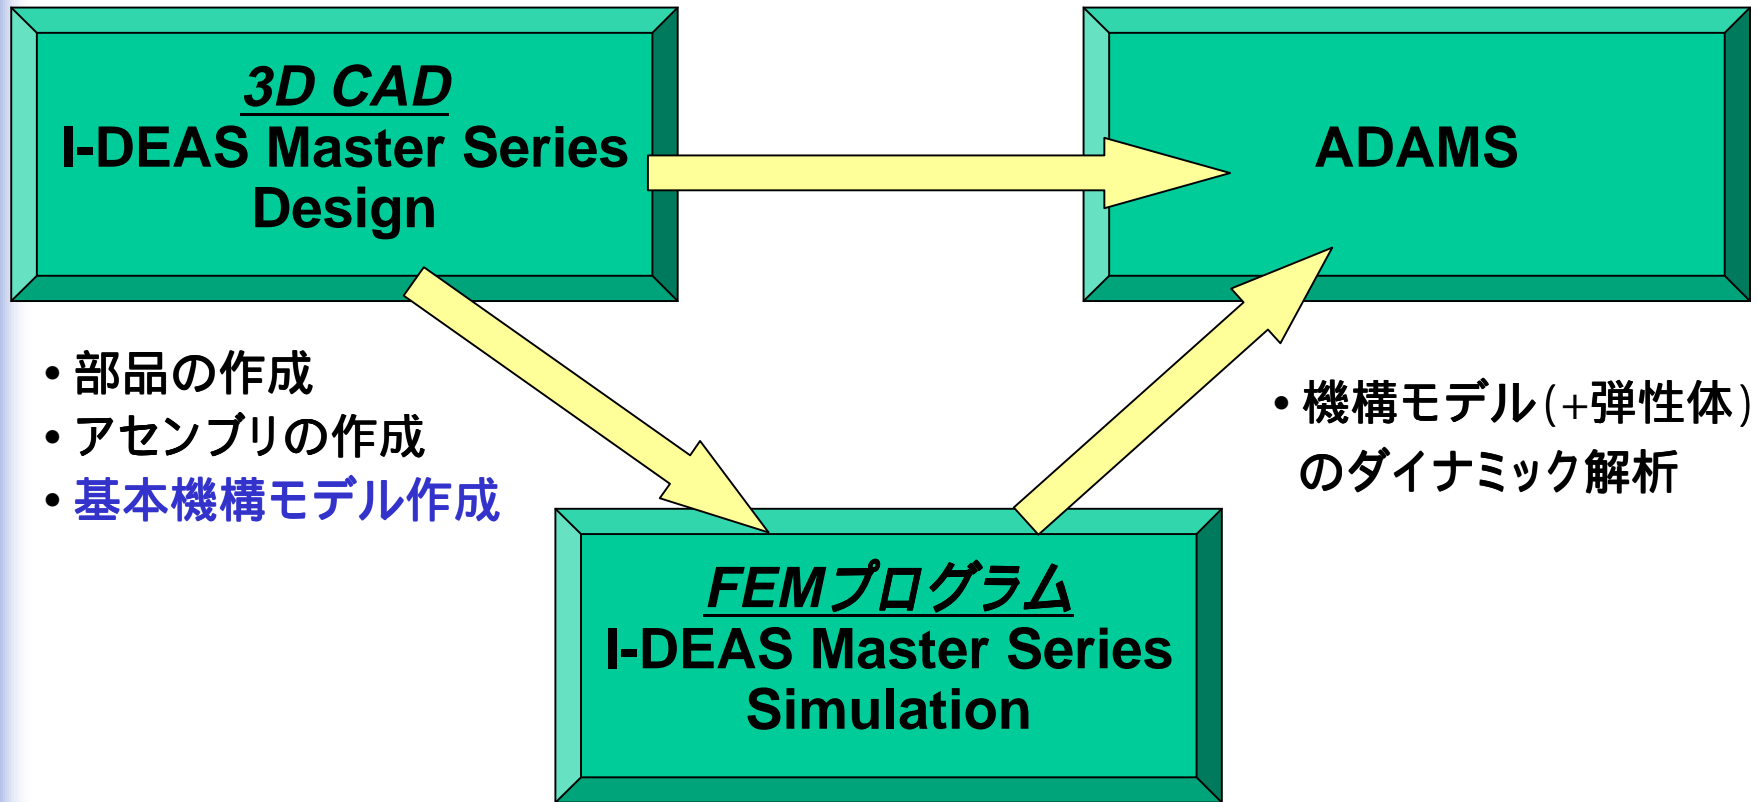 3D CAD
I-DEAS Master Series
Design
ADAMS
• 部品の作成
• アセンブリの作成
• 基本機構モデル作成
• 機構モデル(+弾性体)
のダイナミック解析
FEMプログラム
I-DEAS Master Series
Simulation